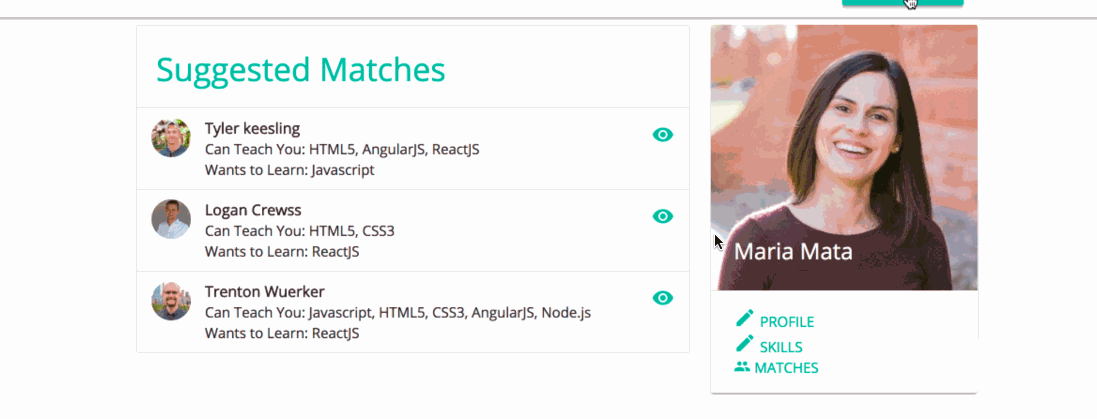 Suggested Matches
Tyler keesling
Can Teach You: HTML5, AngularJS, ReactJS
Wants to Learn: Javascript
Logan Crewss
Can Teach You: HTML5, CSS3
Wants to Learn: ReactJS
Trenton Wuerker
Can Teach You: Javascript, HTML5, CSS3, AngularJS, Node.js
Wants to Learn: ReactJS
Maria Mata
PROFILE
SKILLS
MATCHES